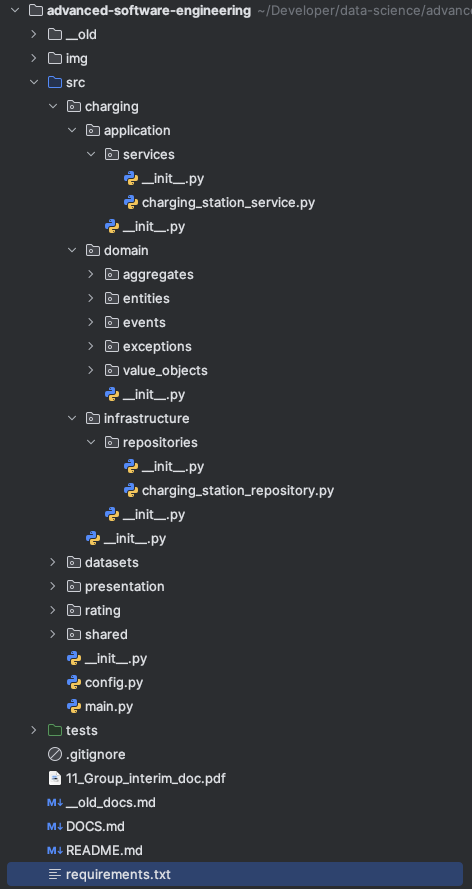 advanced-software-engineering ~/Developer/data-science/advance
__old
img
src
charging
application
services
__init__.py
charging_station_service.py
__init__.py
domain
aggregates
entities
events
exceptions
value_objects
__init__.py
infrastructure
repositories
__init__.py
charging_station_repository.py
__init__.py
__init__.py
datasets
presentation
rating
shared
__init__.py
config.py
main.py
tests
.gitignore
11_Group_interim_doc.pdf
M↓ __old_docs.md
M↓ DOCS.md
M↓ README.md
requirements.txt